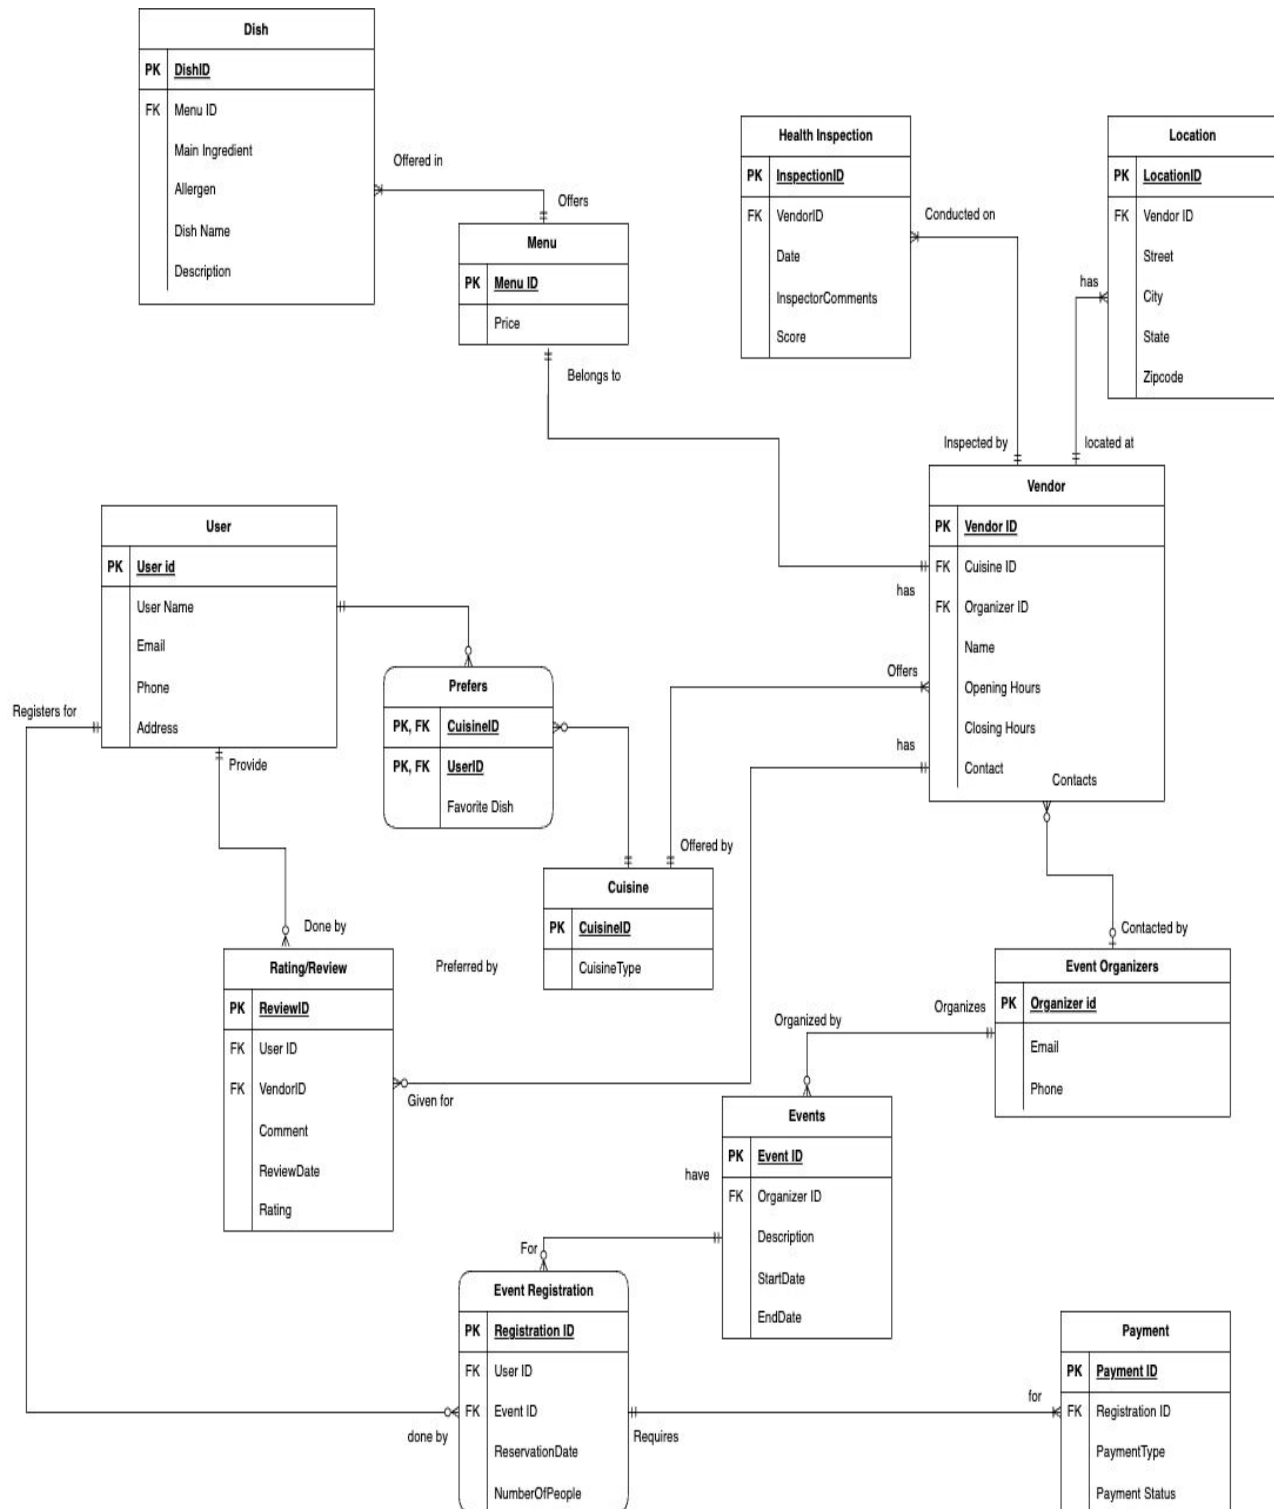 Dish
PK DishID
FK Menu ID
Main Ingredient
Allergen
Dish Name
Description
Offered in
Offers
Menu
PK Menu ID
Price
Belongs to
Health Inspection
PK InspectionID
FK VendorID
Date
InspectorComments
Score
Conducted on
Location
PK LocationID
FK Vendor ID
Street
City
State
Zipcode
has
Inspected by
located at
Vendor
PK Vendor ID
FK Cuisine ID
FK Organizer ID
Name
Opening Hours
Closing Hours
Contact
Contacts
has
Offers
has
User
PK User id
User Name
Email
Phone
Address
Registers for
Provide
Prefers
PK, FK CuisineID
PK, FK UserID
Favorite Dish
Offered by
Cuisine
PK CuisineID
CuisineType
Preferred by
Done by
Rating/Review
PK ReviewID
FK User ID
FK VendorID
Comment
ReviewDate
Rating
Given for
Contacted by
Event Organizers
PK Organizer id
Email
Phone
Organizes
Organized by
Events
PK Event ID
FK Organizer ID
Description
StartDate
EndDate
have
For
Event Registration
PK Registration ID
FK User ID
FK Event ID
ReservationDate
NumberOfPeople
done by
Requires
for
Payment
PK Payment ID
FK Registration ID
PaymentType
Payment Status